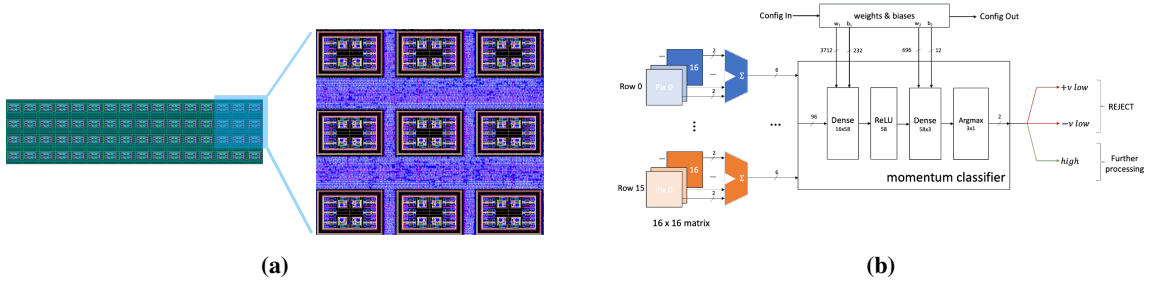 Config In
weights & biases
w₁ b₁ w₂ b₂
Config Out
3712 232 696 12
2
16
Row 0
Pix 0
2
Σ
6
96
Dense
16x58
ReLU
58
Dense
58x3
Argmax
3x1
2
+v low
−v low
high
REJECT
Further
processing
momentum classifier
2
16
Row 15
Pix 0
2
Σ
6
16 x 16 matrix
(a)
(b)